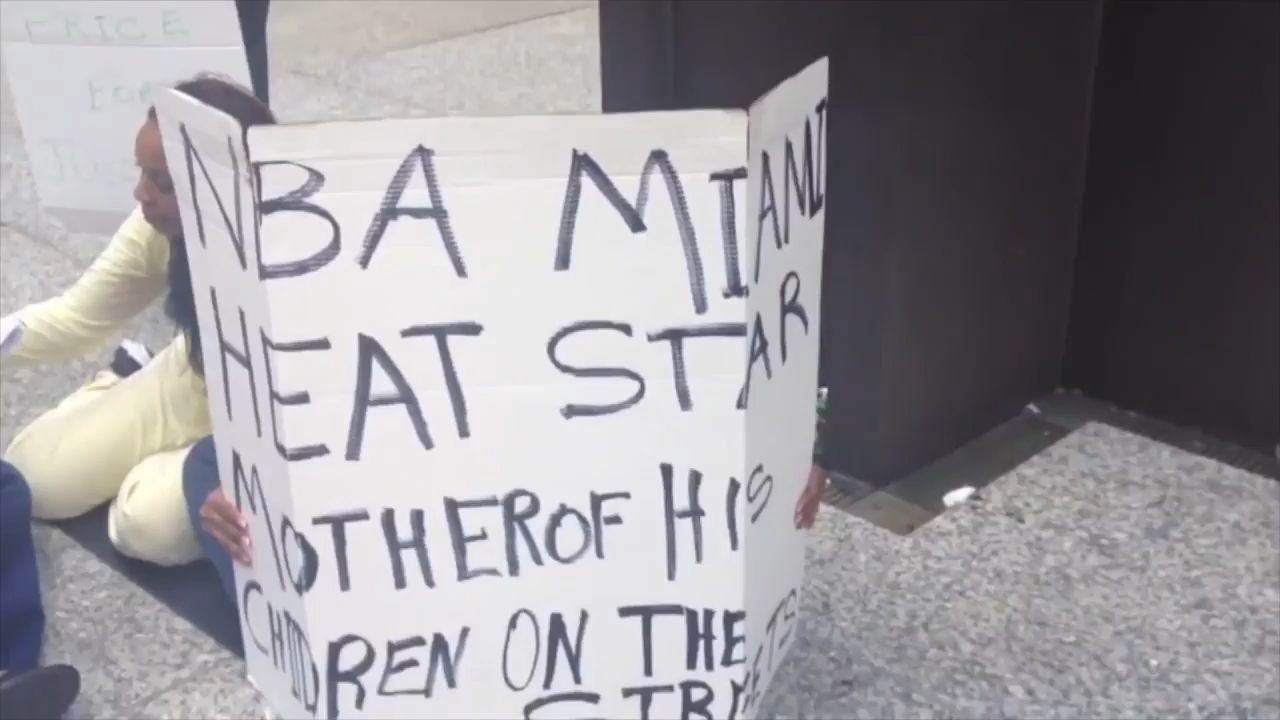 NBA MIAMI
HEAT STAR
MOTHER OF HIS
CHILDREN ON THE
STREETS